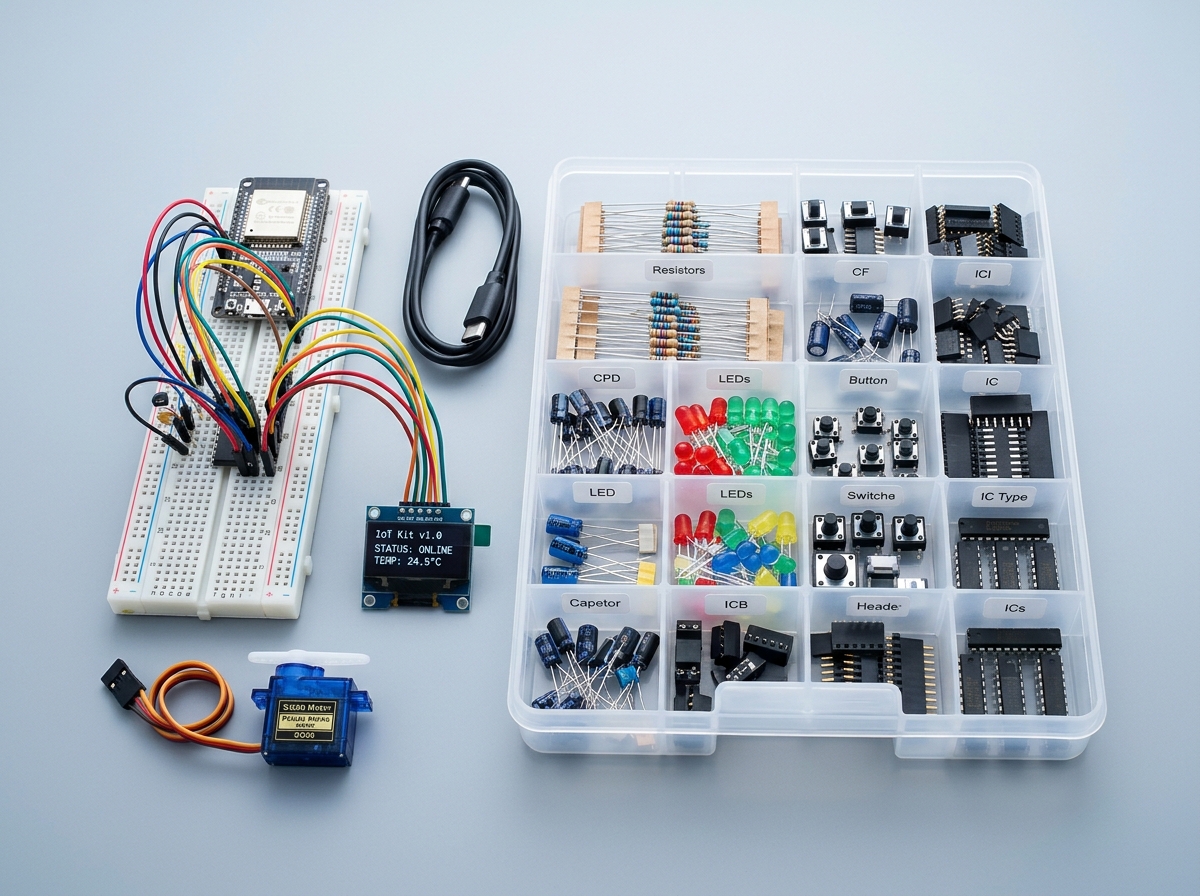 Resistors
CF
ICI
CPD
LEDs
Button
IC
LED
LEDs
Switche
IC Type
Capetor
ICB
Heade
ICs
IoT Kit v1.0
STATUS: ONLINE
TEMP: 24.5°C